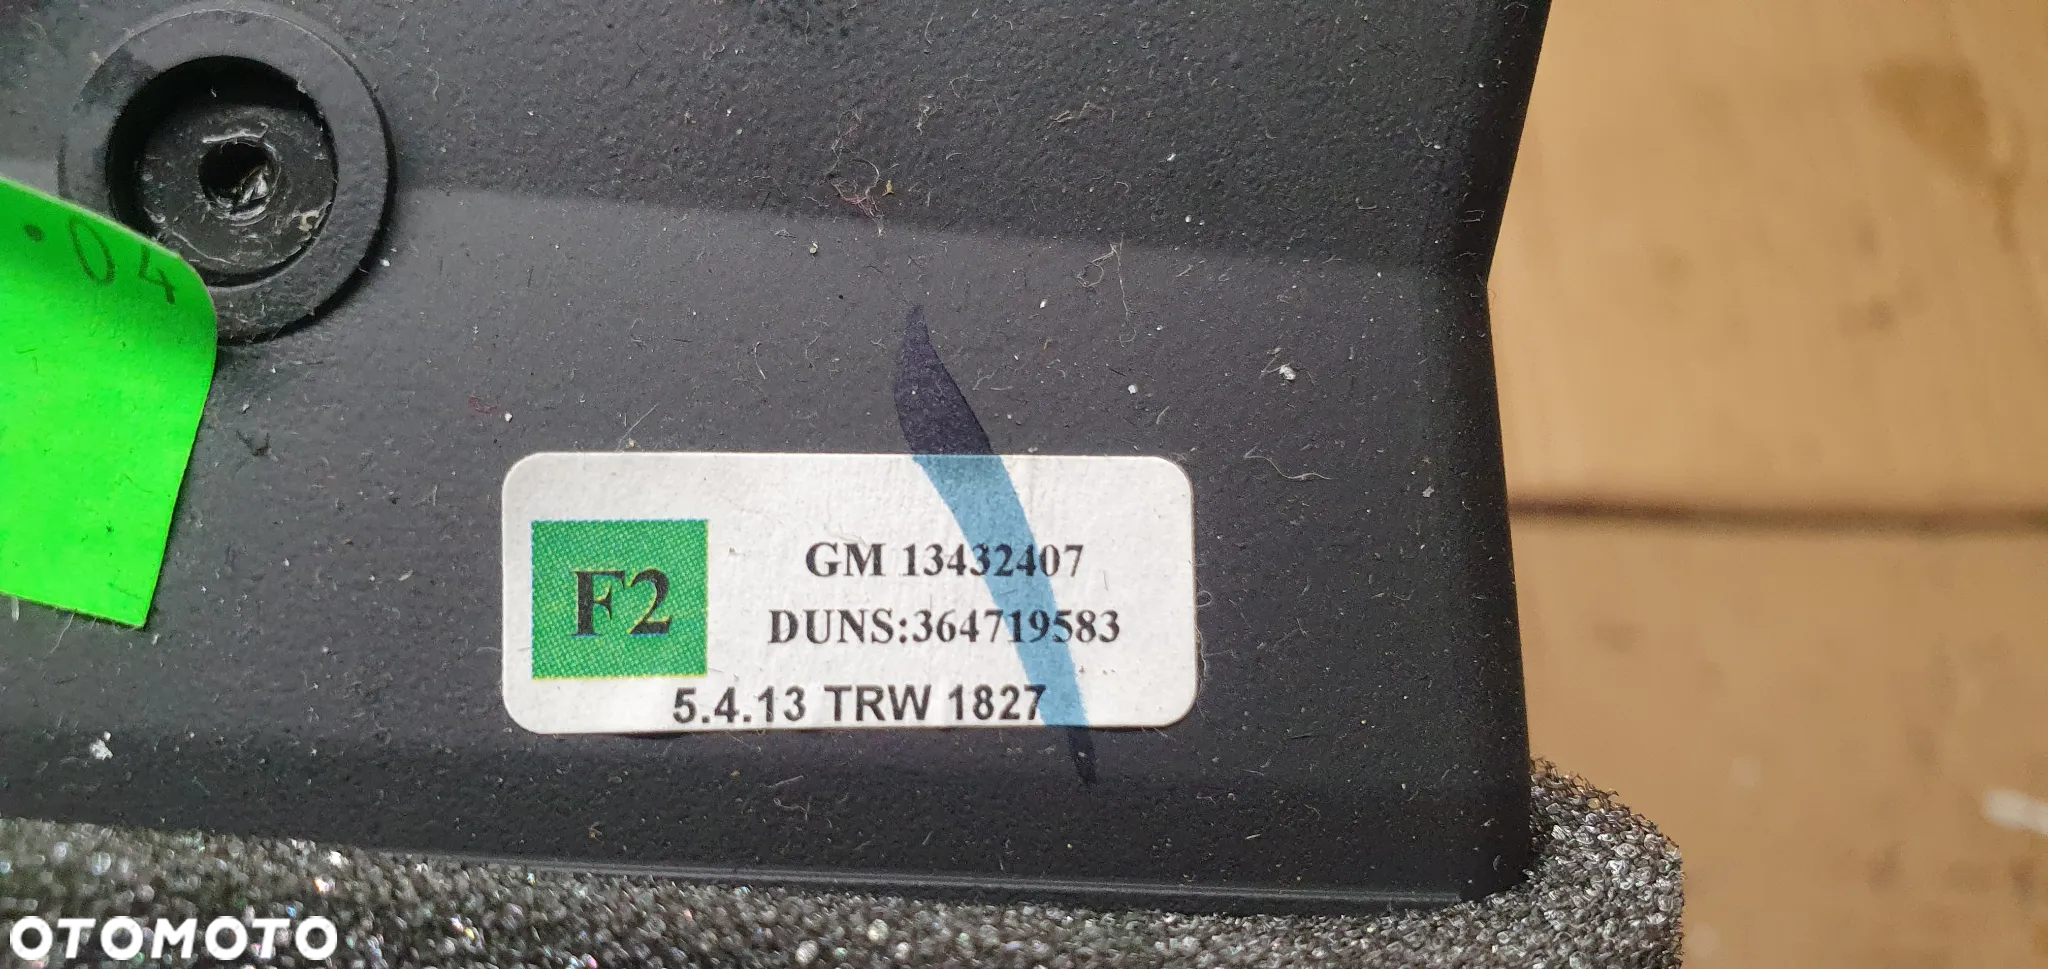 .04
F2
GM 13432407
DUNS:364719583
5.4.13 TRW 1827
OTOMOTO